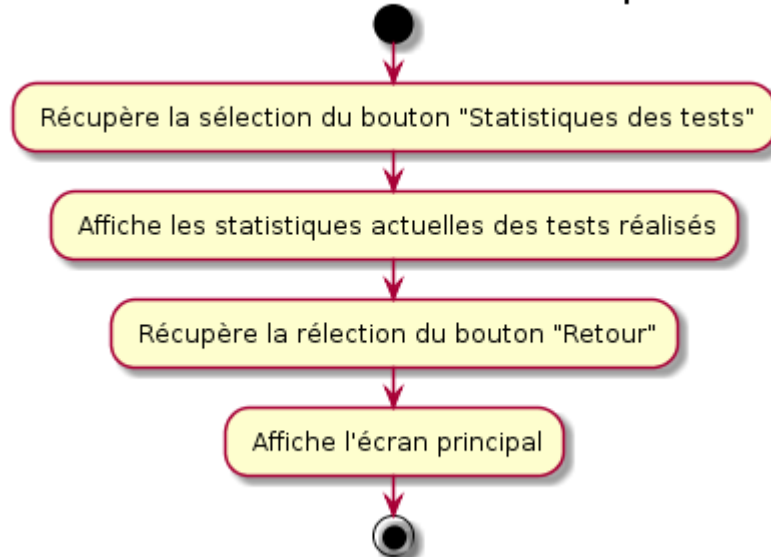 Récupère la sélection du bouton "Statistiques des tests"
Affiche les statistiques actuelles des tests réalisés
Récupère la rélection du bouton "Retour"
Affiche l'écran principal